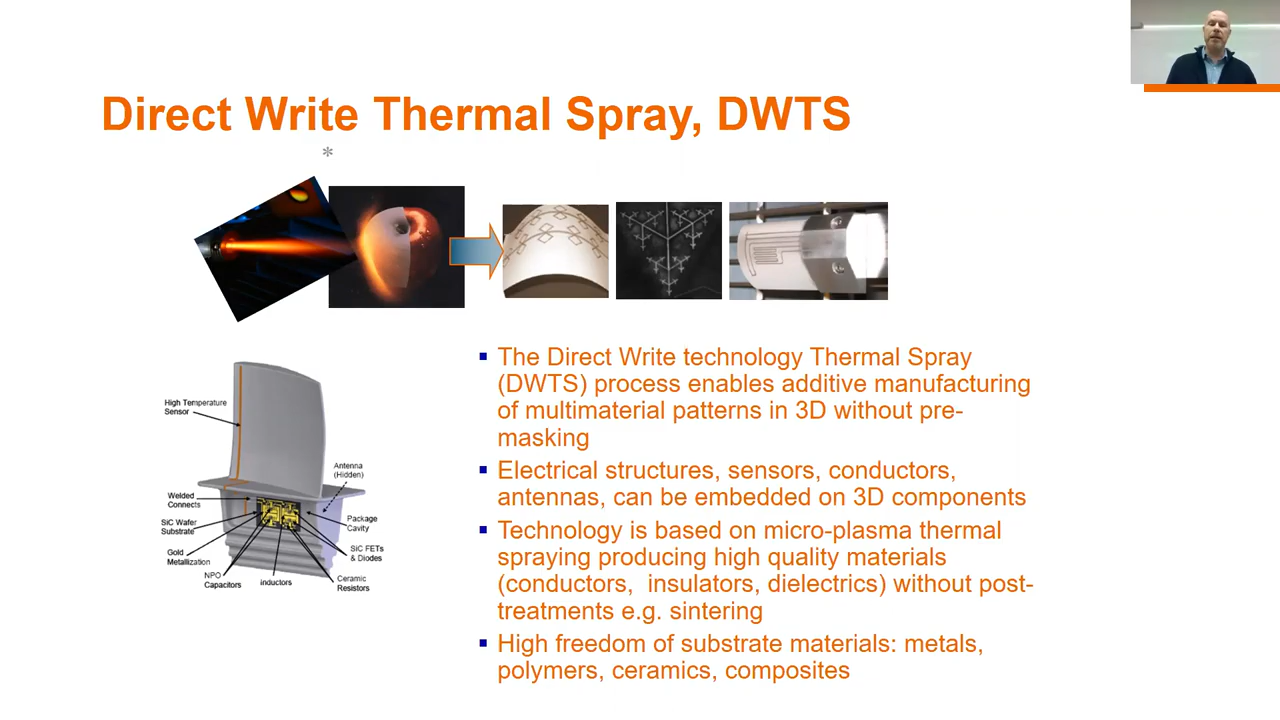 Direct Write Thermal Spray, DWTS
*
High Temperature
Sensor
Antenna
(Hidden)
Welded
Connects
SiC Wafer
Substrate
Gold
Metallization
NPO
Capacitors
inductors
Ceramic
Resistors
SiC FETs
& Diodes
Package
Cavity
▪ The Direct Write technology Thermal Spray
(DWTS) process enables additive manufacturing
of multimaterial patterns in 3D without pre-
masking
▪ Electrical structures, sensors, conductors,
antennas, can be embedded on 3D components
▪ Technology is based on micro-plasma thermal
spraying producing high quality materials
(conductors, insulators, dielectrics) without post-
treatments e.g. sintering
▪ High freedom of substrate materials: metals,
polymers, ceramics, composites